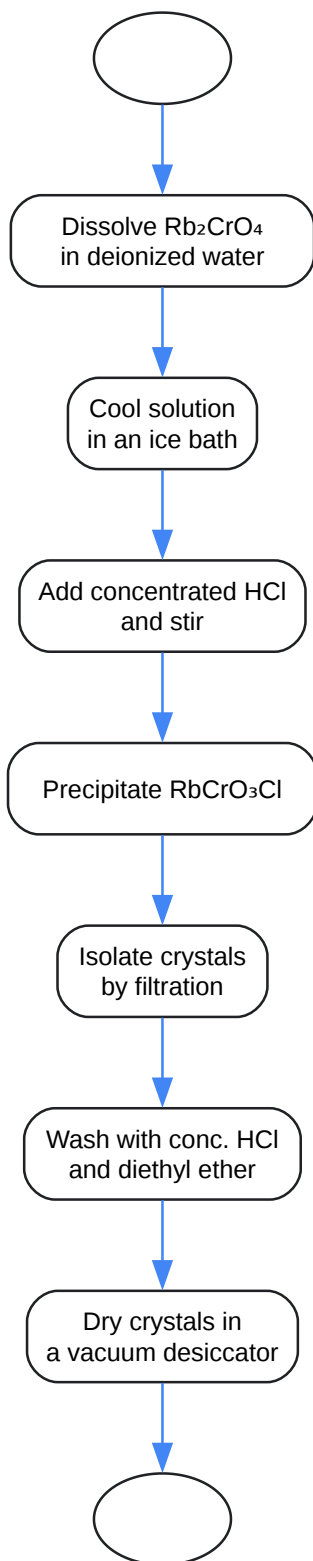 Dissolve Rb₂CrO₄
in deionized water
Cool solution
in an ice bath
Add concentrated HCl
and stir
Precipitate RbCrO₃Cl
Isolate crystals
by filtration
Wash with conc. HCl
and diethyl ether
Dry crystals in
a vacuum desiccator